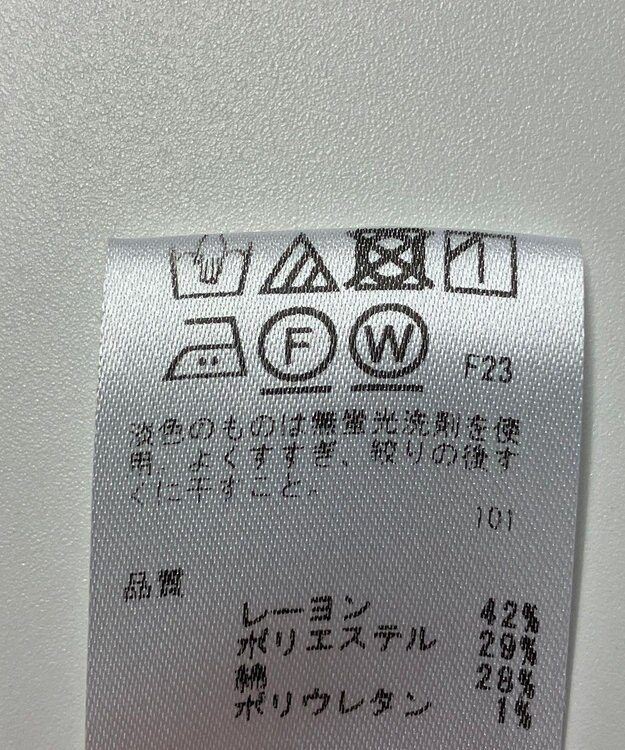 F
W
F23
淡色のものは無蛍光洗剤を使
用、よくすすぎ、絞りの後す
ぐに干すこと。
101
品質
レーヨン 42%
ポリエステル 29%
綿 28%
ポリウレタン 1%